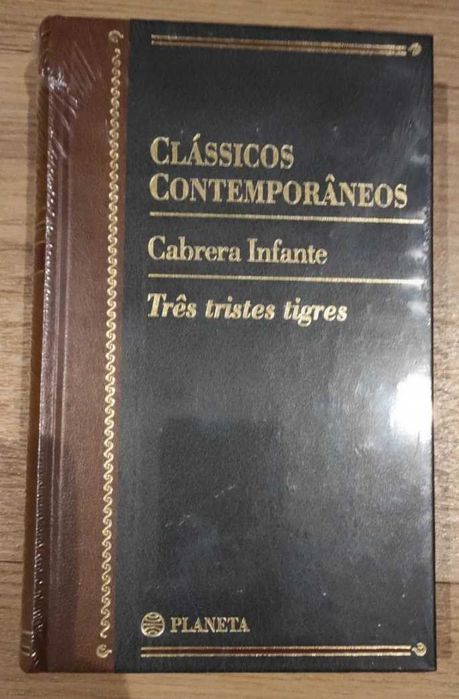 CLÁSSICOS
CONTEMPORÂNEOS
Cabrera Infante
Três tristes tigres
PLANETA